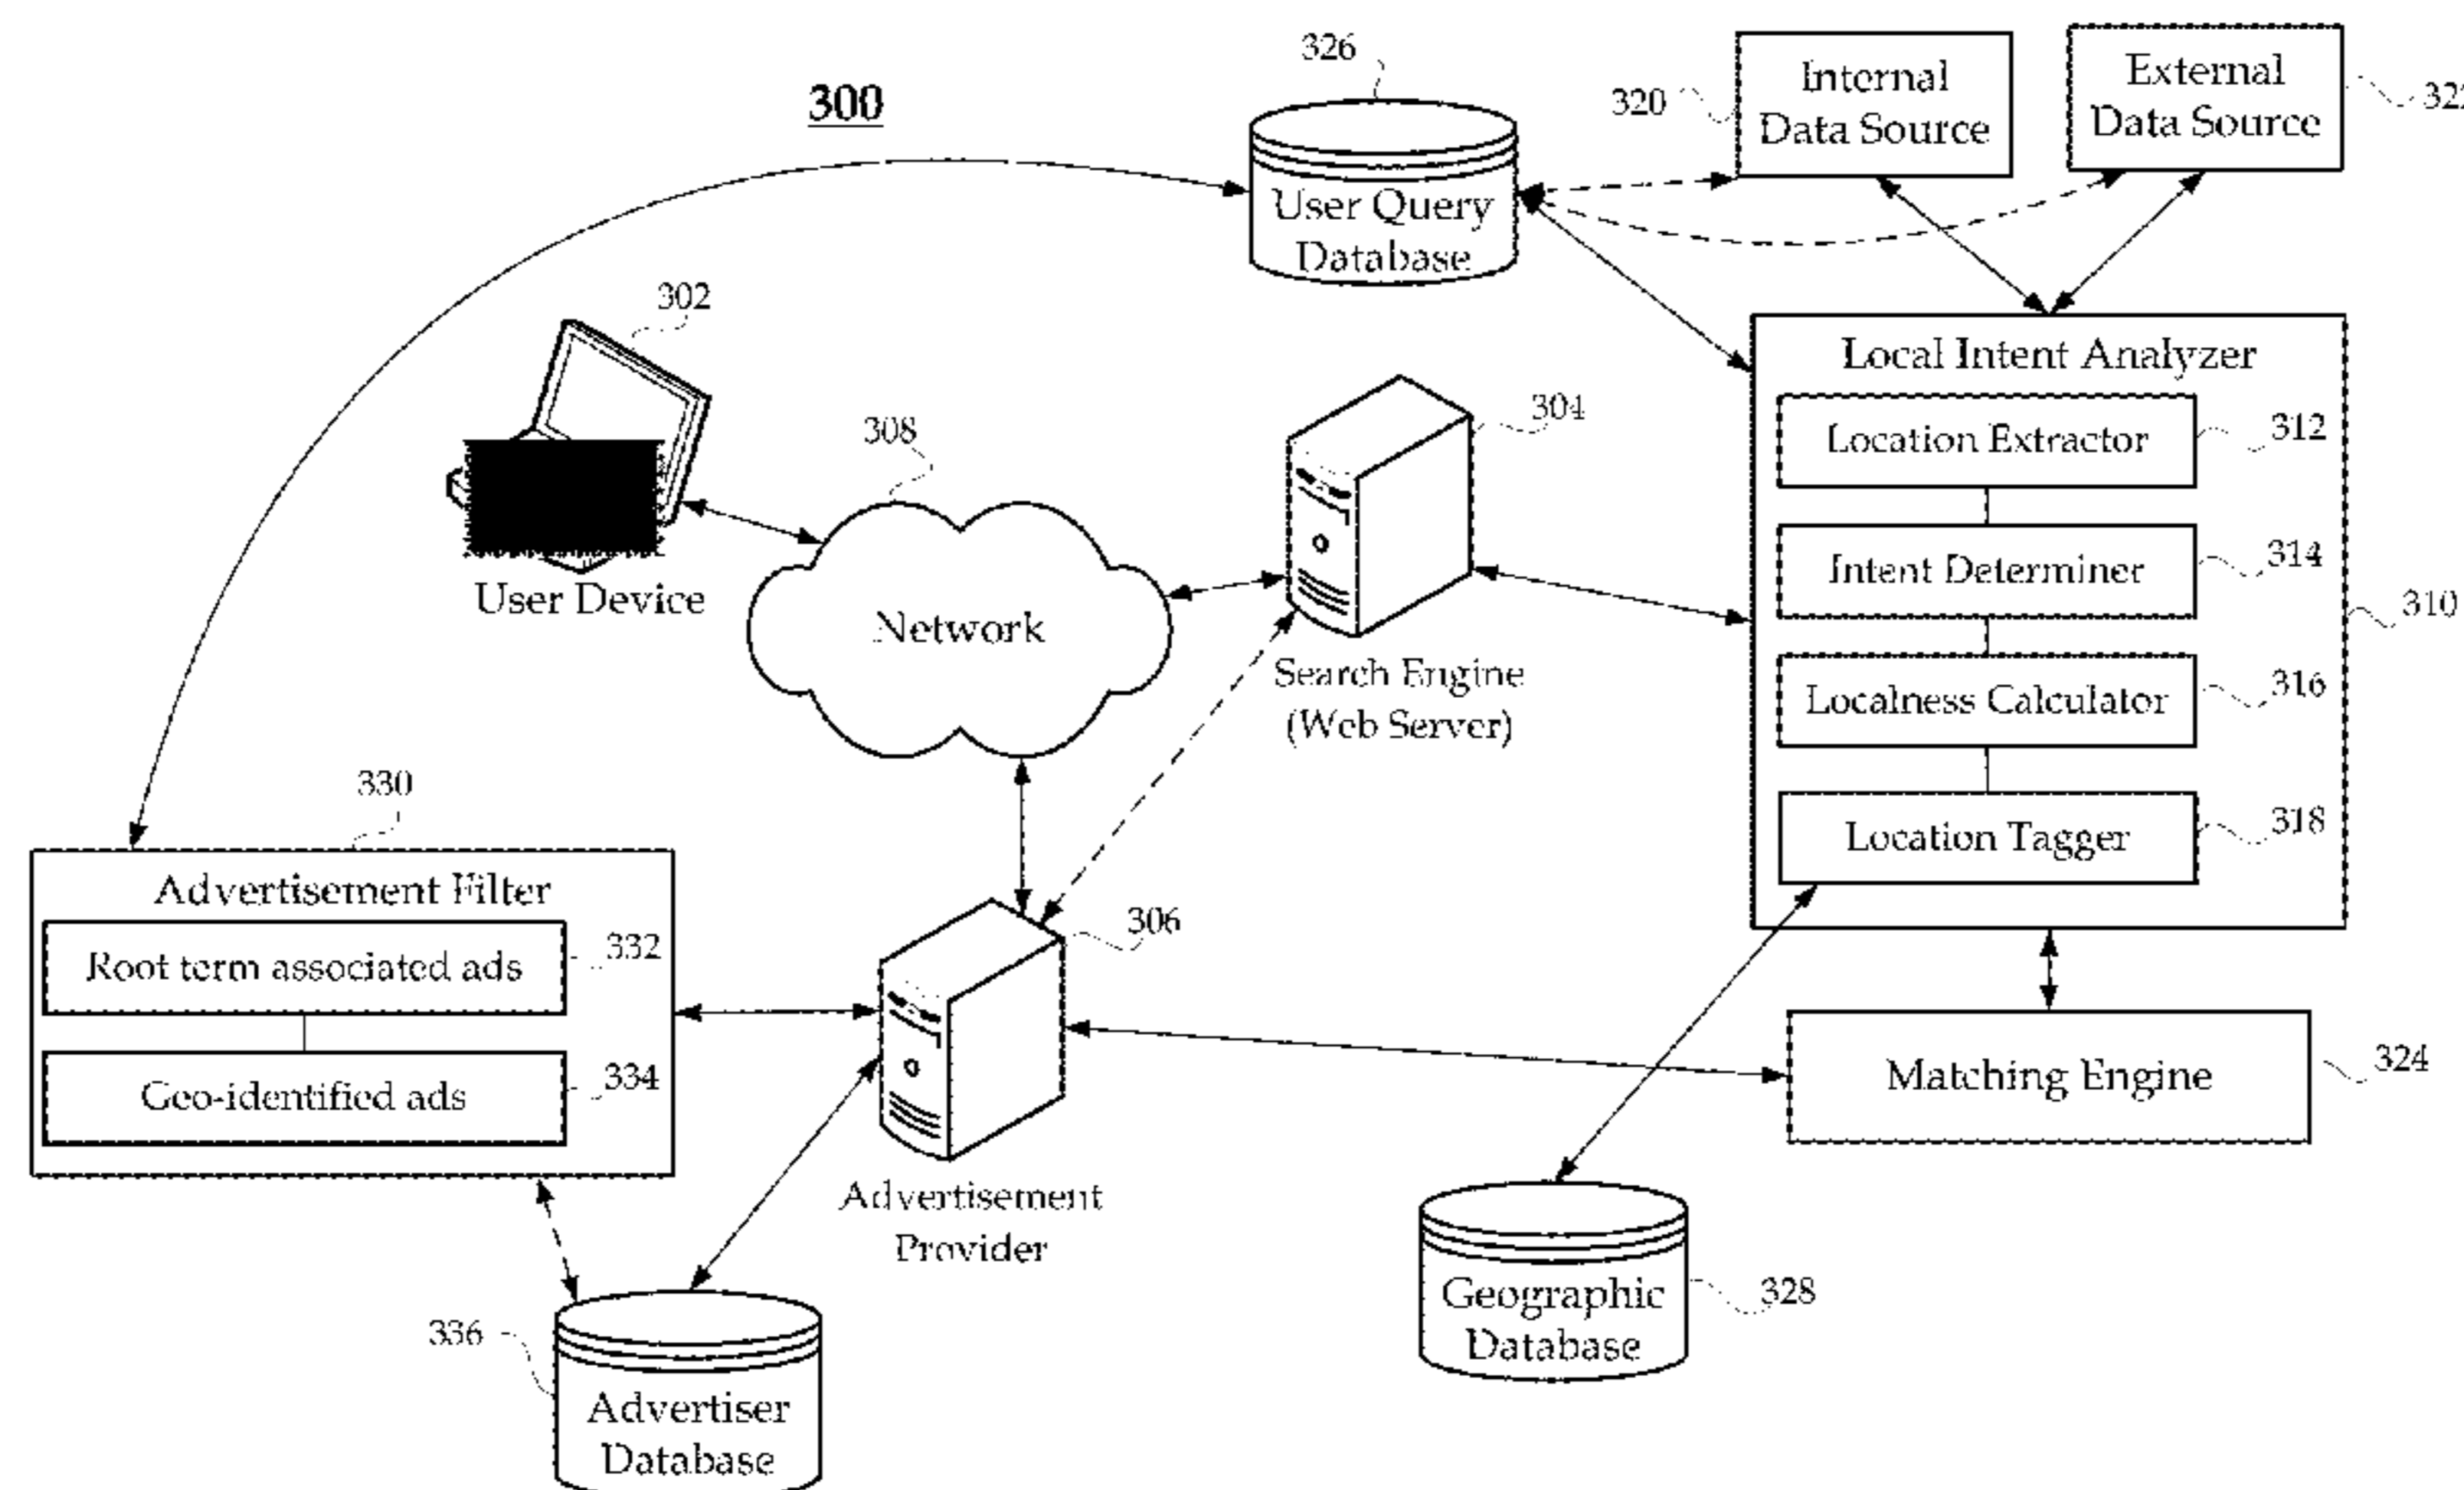 300
326
User Query
Database
320
Internal
Data Source
External
Data Source
302
User Device
308
Network
304
Search Engine
(Web Server)
Local Intent Analyzer
Location Extractor
312
Intent Determiner
314
310
Localness Calculator
316
Location Tagger
318
330
Advertisement Filter
Root term associated ads
332
Geo-identified ads
334
306
Advertisement
Provider
Matching Engine
324
Geographic
Database
328
336
Advertiser
Database